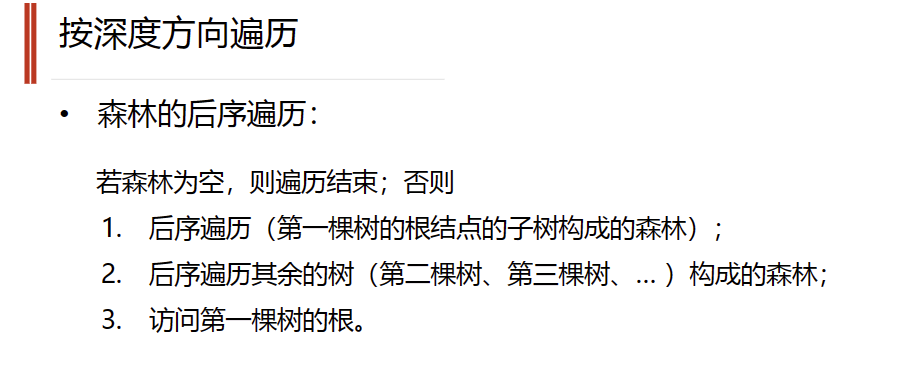 按深度方向遍历
• 森林的后序遍历：
若森林为空，则遍历结束；否则
1. 后序遍历（第一棵树的根结点的子树构成的森林）;
2. 后序遍历其余的树（第二棵树、第三棵树、... ）构成的森林;
3. 访问第一棵树的根。